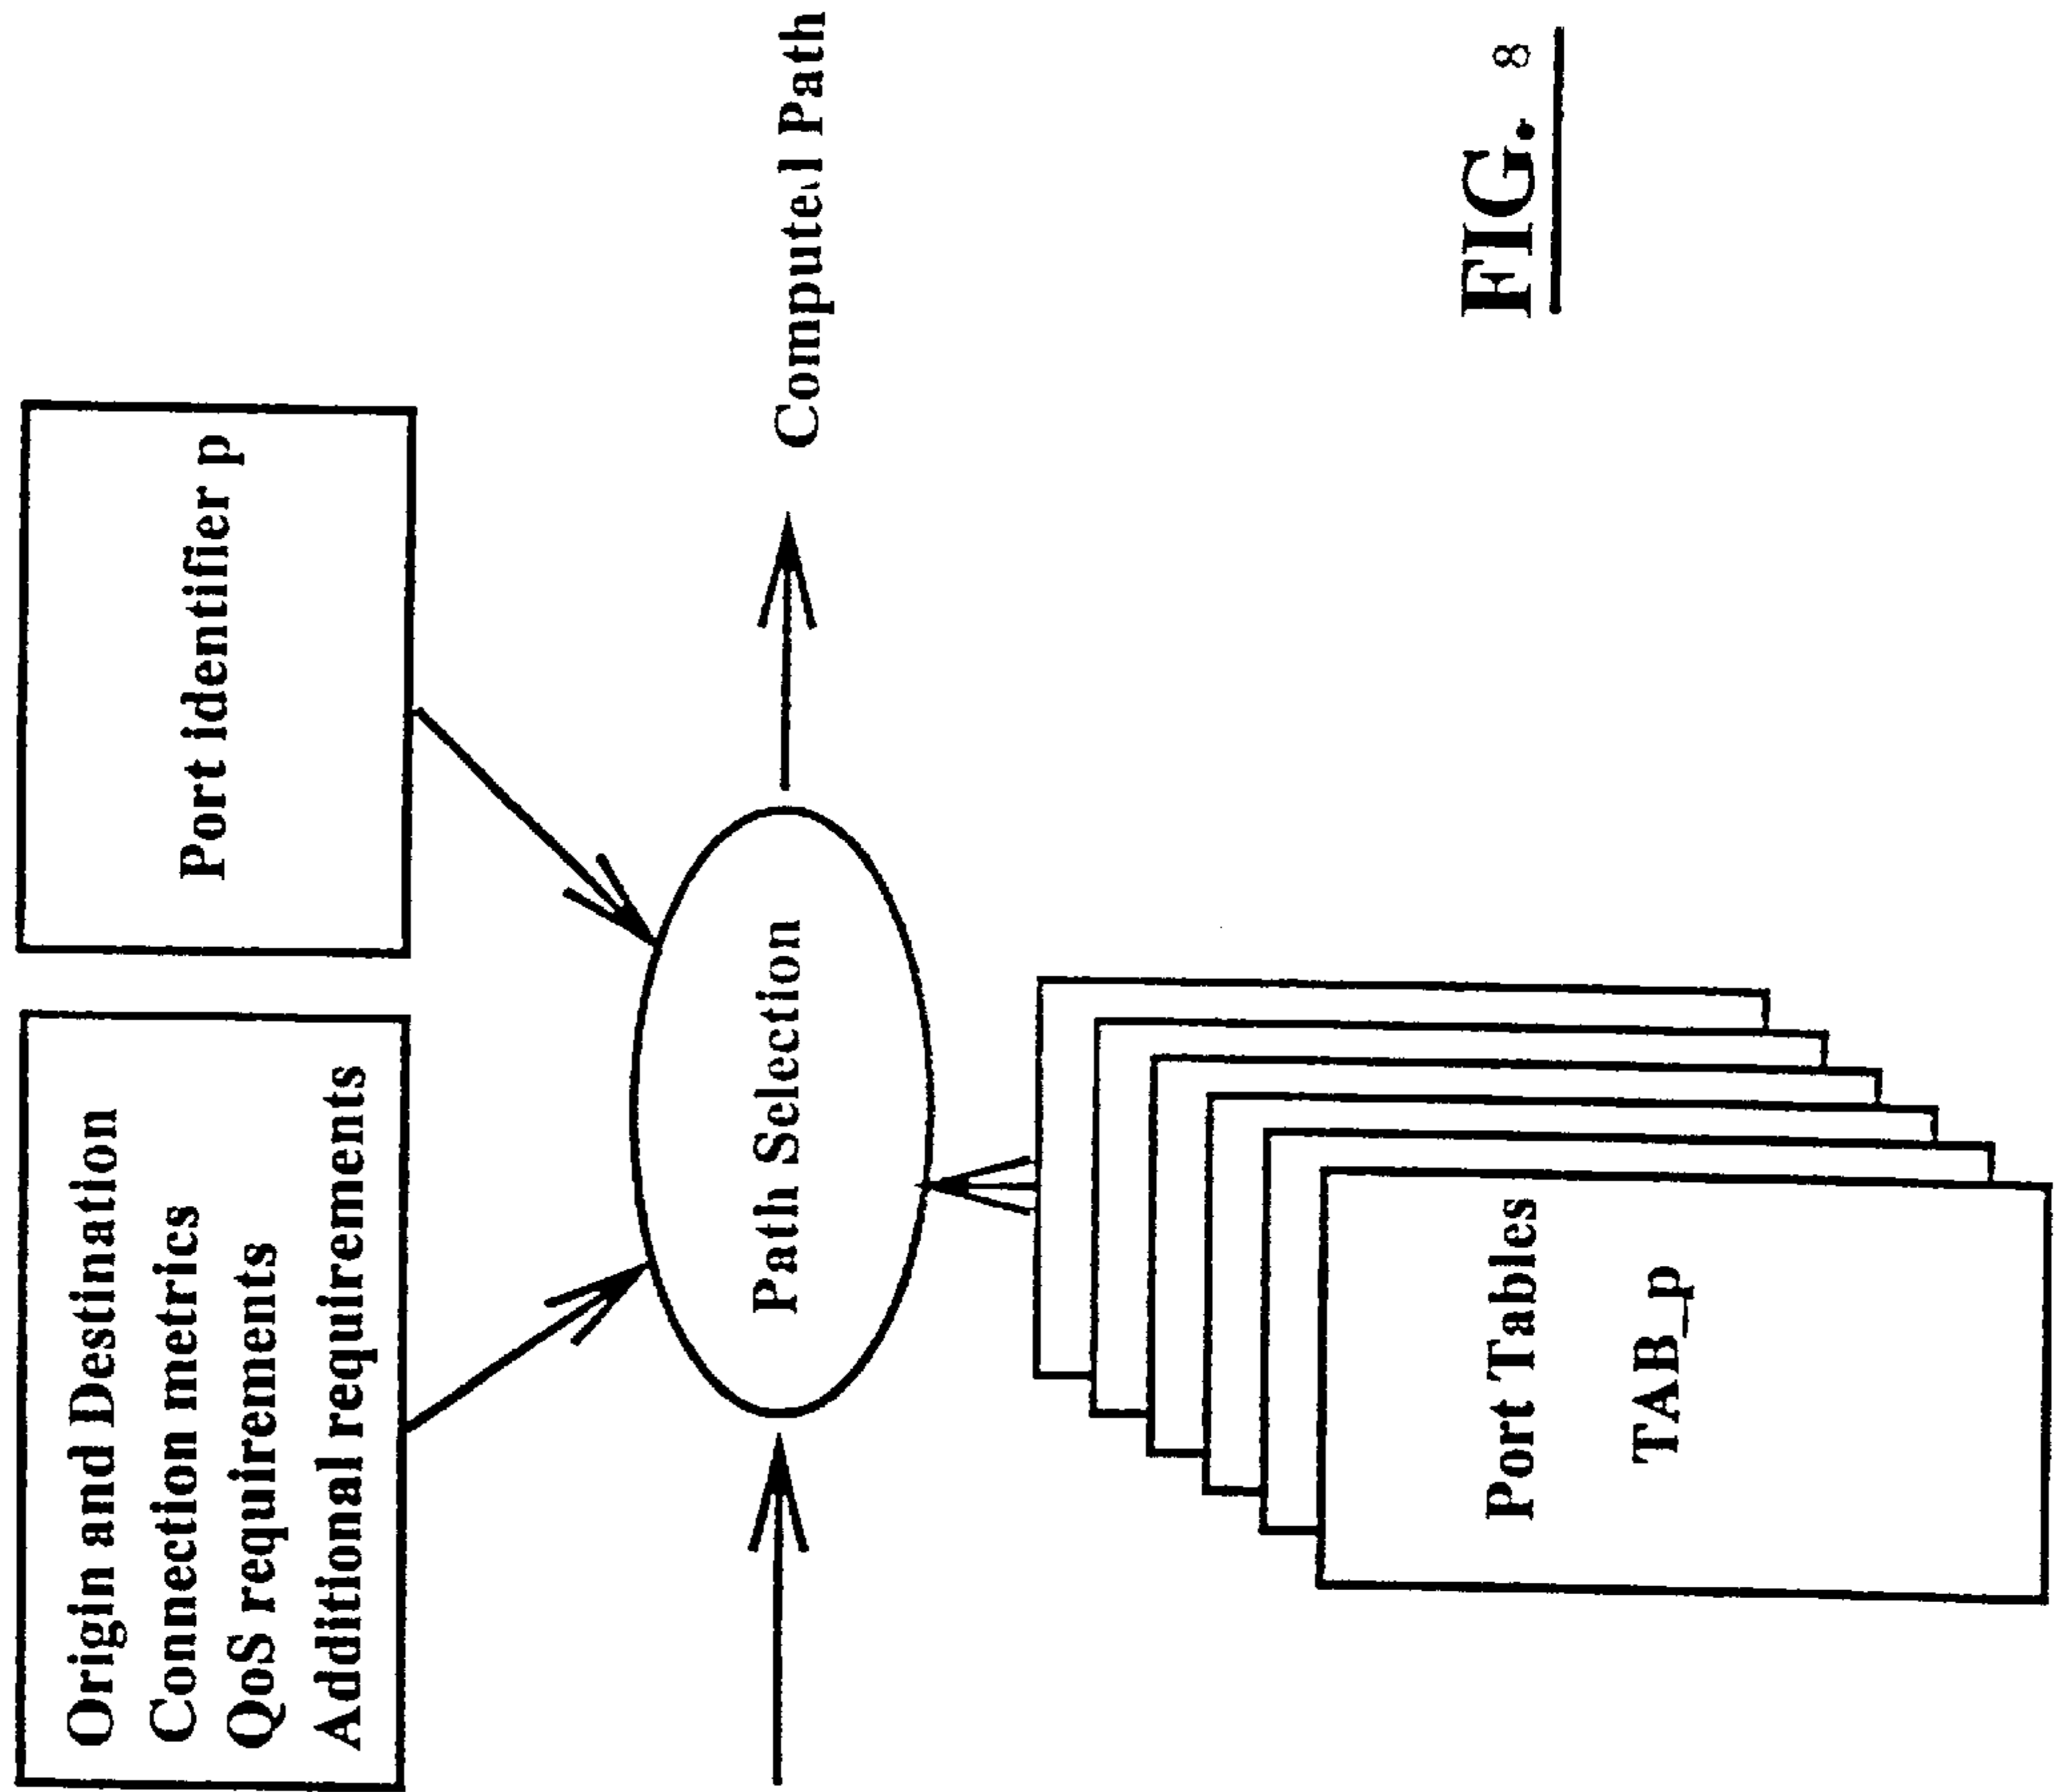 Origin and Destination
Connection metrics
QoS requirements
Additional requirements
Port identifier p
Path Selection
Computed Path
Port Tables
TAB_p
FIG. 8